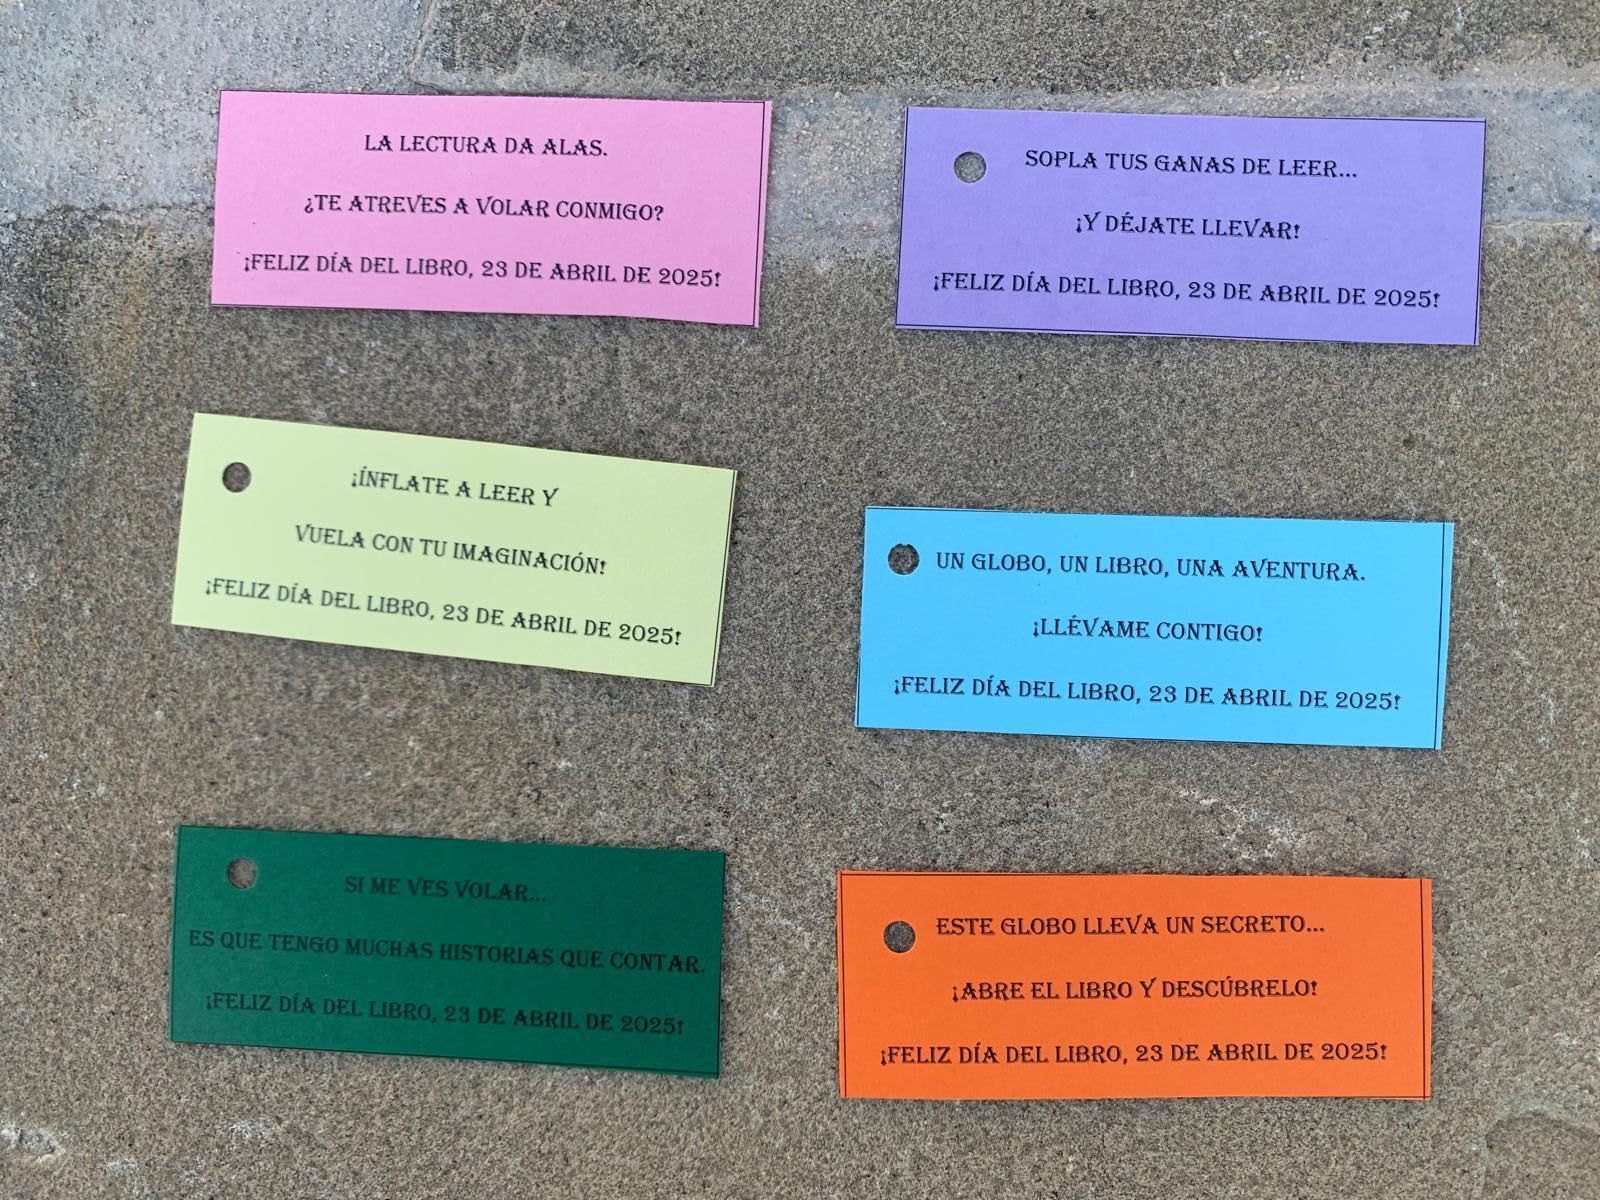 LA LECTURA DA ALAS.
¿TE ATREVES A VOLAR CONMIGO?
¡FELIZ DÍA DEL LIBRO, 23 DE ABRIL DE 2025!
SOPLA TUS GANAS DE LEER...
¡Y DÉJATE LLEVAR!
¡FELIZ DÍA DEL LIBRO, 23 DE ABRIL DE 2025!
¡ÍNFLATE A LEER Y
VUELA CON TU IMAGINACIÓN!
¡FELIZ DÍA DEL LIBRO, 23 DE ABRIL DE 2025!
UN GLOBO, UN LIBRO, UNA AVENTURA.
¡LLÉVAME CONTIGO!
¡FELIZ DÍA DEL LIBRO, 23 DE ABRIL DE 2025!
SI ME VES VOLAR...
ES QUE TENGO MUCHAS HISTORIAS QUE CONTAR.
¡FELIZ DÍA DEL LIBRO, 23 DE ABRIL DE 2025!
ESTE GLOBO LLEVA UN SECRETO...
¡ABRE EL LIBRO Y DESCÚBRELO!
¡FELIZ DÍA DEL LIBRO, 23 DE ABRIL DE 2025!